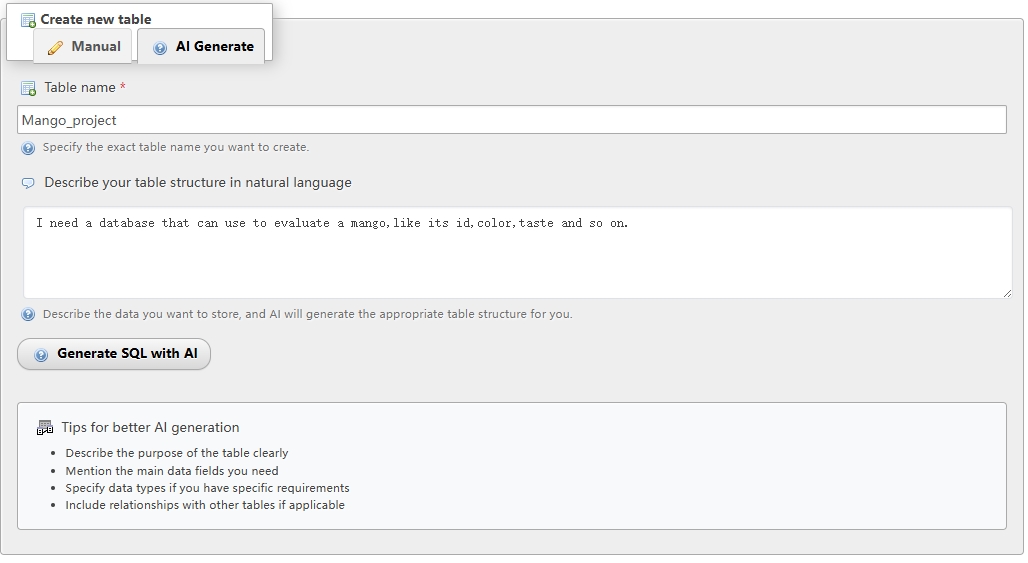 Create new table
Manual AI Generate
Table name *
Mango_project
Specify the exact table name you want to create.
Describe your table structure in natural language
I need a database that can use to evaluate a mango,like its id,color,taste and so on.
Describe the data you want to store, and AI will generate the appropriate table structure for you.
Generate SQL with AI
Tips for better AI generation
• Describe the purpose of the table clearly
• Mention the main data fields you need
• Specify data types if you have specific requirements
• Include relationships with other tables if applicable